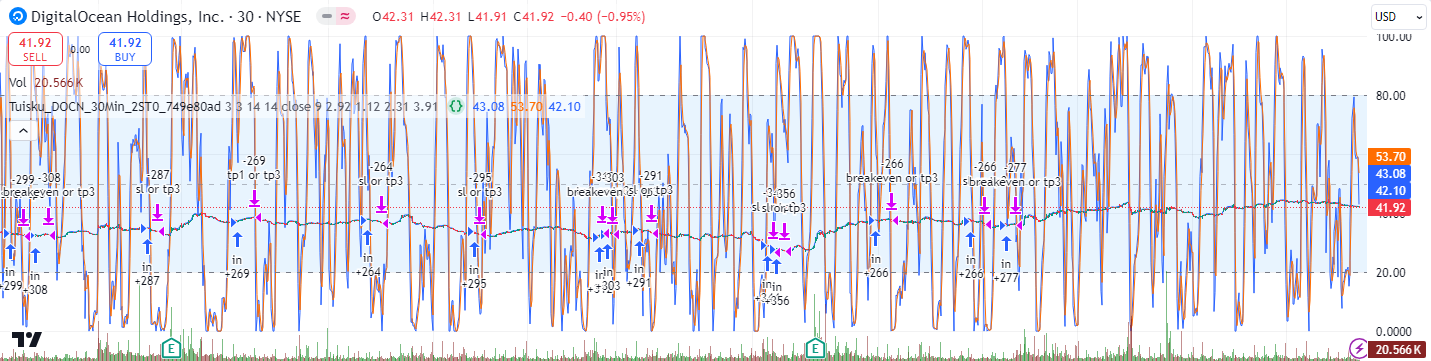 DigitalOcean Holdings, Inc. · 30 · NYSE
O42.31 H42.31 L41.91 C41.92 −0.40 (−0.95%)
USD
41.92
SELL
0.00
41.92
BUY
100.00
Vol 20.566K
80.00
Tuisku_DOCN_30Min_2ST0_749e80ad 3 3 14 14 close 9 2.92 1.12 2.31 3.91 {} 43.08 53.70 42.10
-299
-308
breakeven or tp3
-287
sl or tp3
-269
tp1 or tp3
-264
sl or tp3
-295
sl or tp3
303
breakeven
-291
sl or tp3
-356
sl or tp3
-266
breakeven or tp3
-266
-277
breakeven or tp3
53.70
43.08
42.10
41.92
in
+299
in
+308
in
+287
in
+269
in
+264
in
+295
in
303
in
+291
in
356
in
+266
in
+266
in
+277
20.00
0.0000
E
E
20.566K